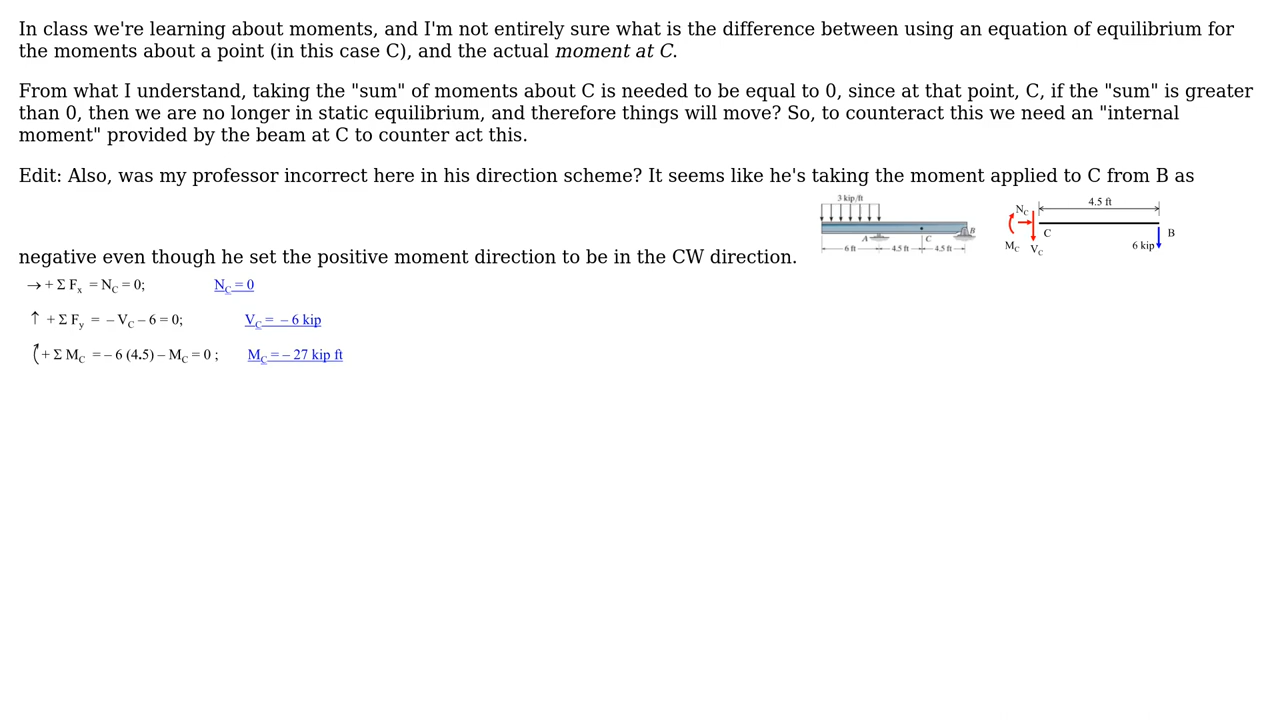 In class we're learning about moments, and I'm not entirely sure what is the difference between using an equation of equilibrium for
the moments about a point (in this case C), and the actual moment at C.
From what I understand, taking the "sum" of moments about C is needed to be equal to 0, since at that point, C, if the "sum" is greater
than 0, then we are no longer in static equilibrium, and therefore things will move? So, to counteract this we need an "internal
moment" provided by the beam at C to counter act this.
Edit: Also, was my professor incorrect here in his direction scheme? It seems like he's taking the moment applied to C from B as
negative even though he set the positive moment direction to be in the CW direction.
3 kip/ft
A
C
B
6 ft
4.5 ft
4.5 ft
4.5 ft
N_C
C
B
M_C
V_C
6 kip
→ + Σ F_x = N_C = 0; N_C = 0
↑ + Σ F_y = – V_C – 6 = 0; V_C = – 6 kip
+ Σ M_C = – 6 (4.5) – M_C = 0 ; M_C = – 27 kip ft